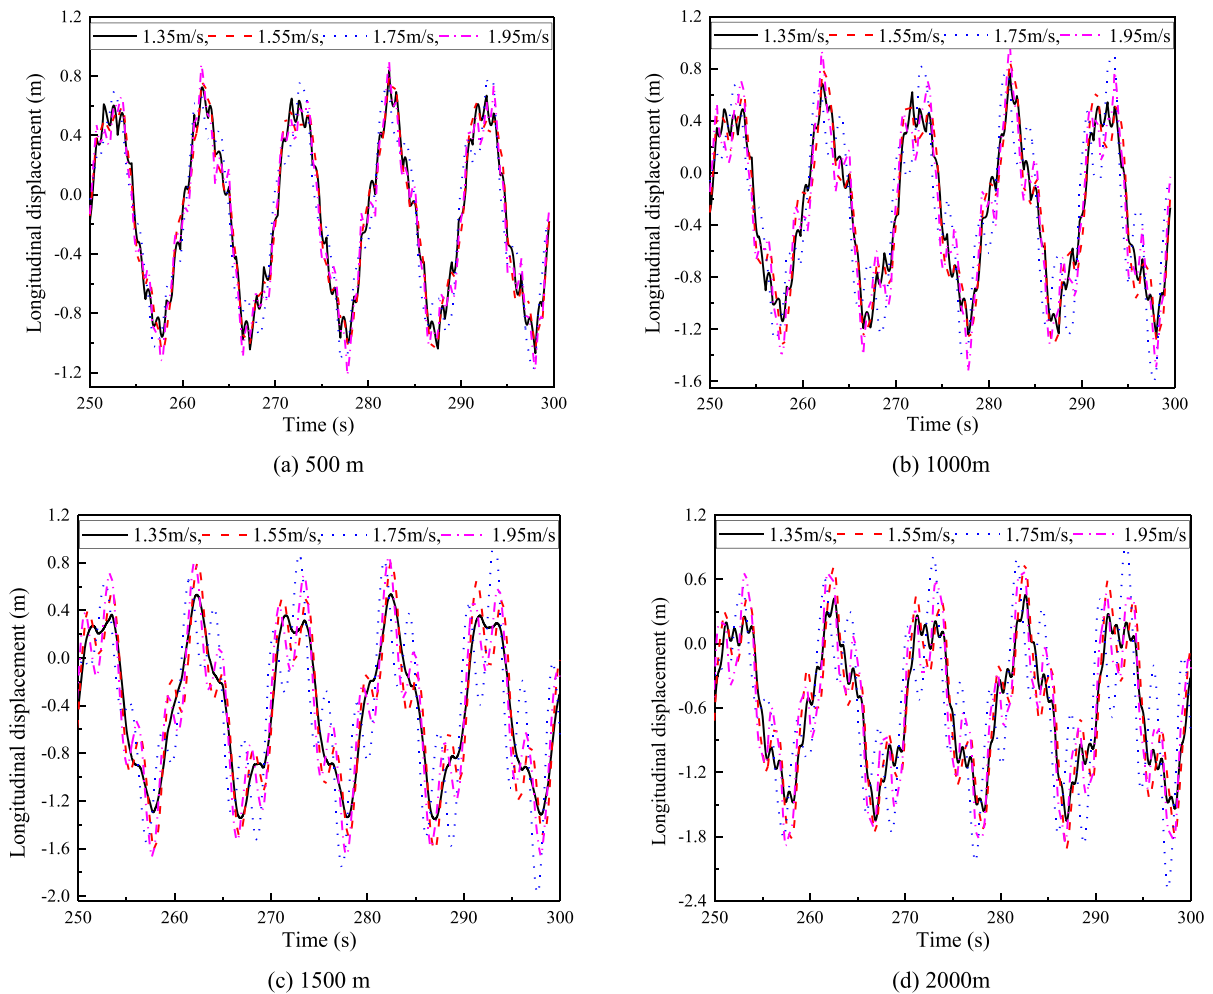 1.2
0.8
0.4
0.0
-0.4
-0.8
-1.2
Longitudinal displacement (m)
1.35m/s, 1.55m/s, 1.75m/s, 1.95m/s
250 260 270 280 290 300
Time (s)
(a) 500 m
1.2
0.8
0.4
0.0
-0.4
-0.8
-1.2
-1.6
Longitudinal displacement (m)
1.35m/s, 1.55m/s, 1.75m/s, 1.95m/s
250 260 270 280 290 300
Time (s)
(b) 1000m
1.2
0.8
0.4
0.0
-0.4
-0.8
-1.2
-1.6
-2.0
Longitudinal displacement (m)
1.35m/s, 1.55m/s, 1.75m/s, 1.95m/s
250 260 270 280 290 300
Time (s)
(c) 1500 m
1.2
0.6
0.0
-0.6
-1.2
-1.8
-2.4
Longitudinal displacement (m)
1.35m/s, 1.55m/s, 1.75m/s, 1.95m/s
250 260 270 280 290 300
Time (s)
(d) 2000m